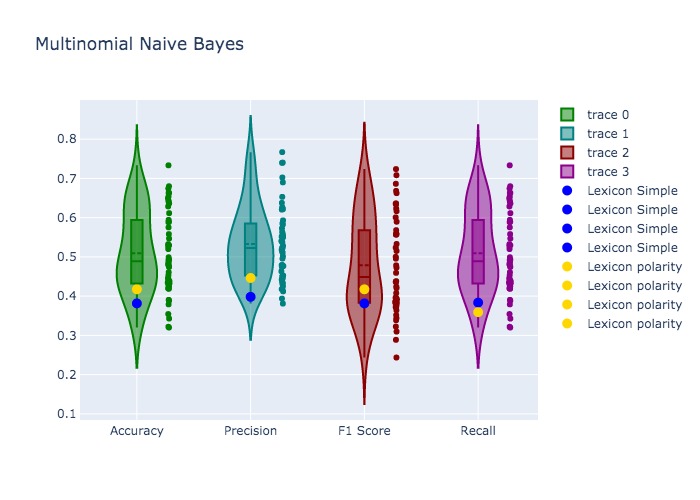 Multinomial Naive Bayes
0.8
0.7
0.6
0.5
0.4
0.3
0.2
0.1
Accuracy
Precision
F1 Score
Recall
trace 0
trace 1
trace 2
trace 3
Lexicon Simple
Lexicon Simple
Lexicon Simple
Lexicon Simple
Lexicon polarity
Lexicon polarity
Lexicon polarity
Lexicon polarity